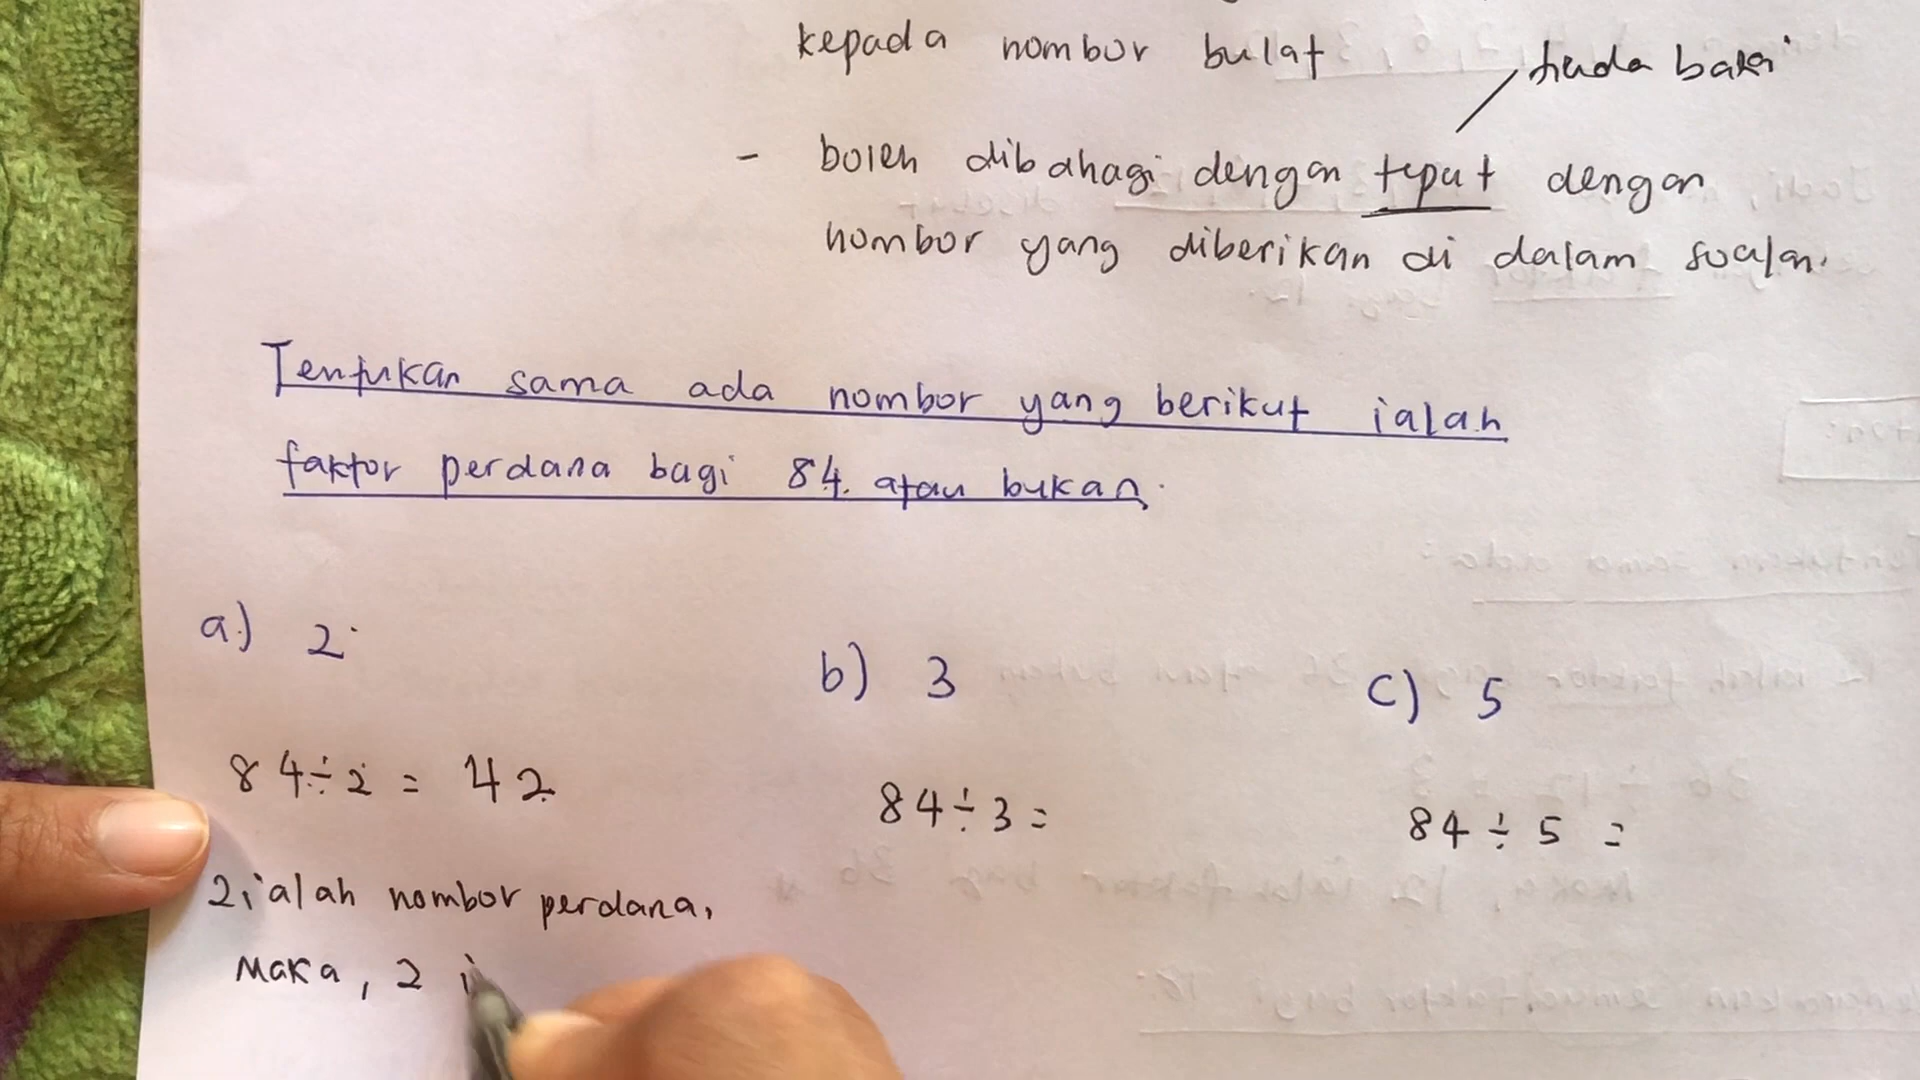 kepada nombor bulat
tiada baki
- boleh dibahagi dengan tepat dengan
nombor yang diberikan di dalam soalan.
Tentukan sama ada nombor yang berikut ialah
faktor perdana bagi 84. atau bukan.
a) 2 b) 3 c) 5
84 ÷ 2 = 42 84 ÷ 3 = 84 ÷ 5 =
2 ialah nombor perdana,
Maka, 2 i